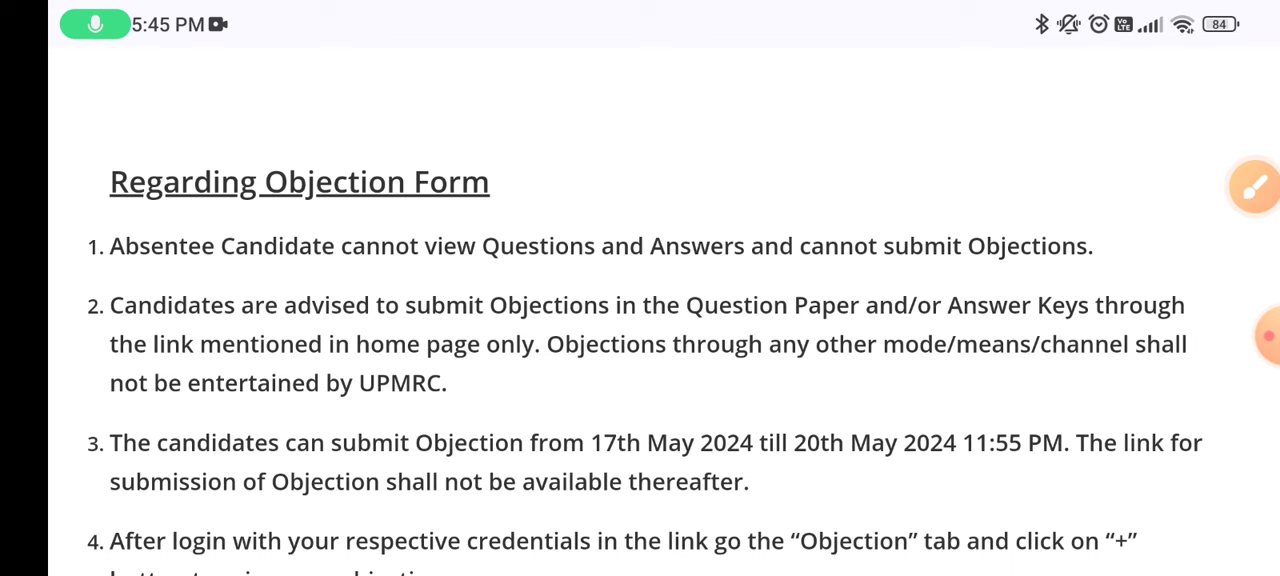 5:45 PM
Vo
LTE
84
Regarding Objection Form
1. Absentee Candidate cannot view Questions and Answers and cannot submit Objections.
2. Candidates are advised to submit Objections in the Question Paper and/or Answer Keys through
the link mentioned in home page only. Objections through any other mode/means/channel shall
not be entertained by UPMRC.
3. The candidates can submit Objection from 17th May 2024 till 20th May 2024 11:55 PM. The link for
submission of Objection shall not be available thereafter.
4. After login with your respective credentials in the link go the “Objection” tab and click on “+”